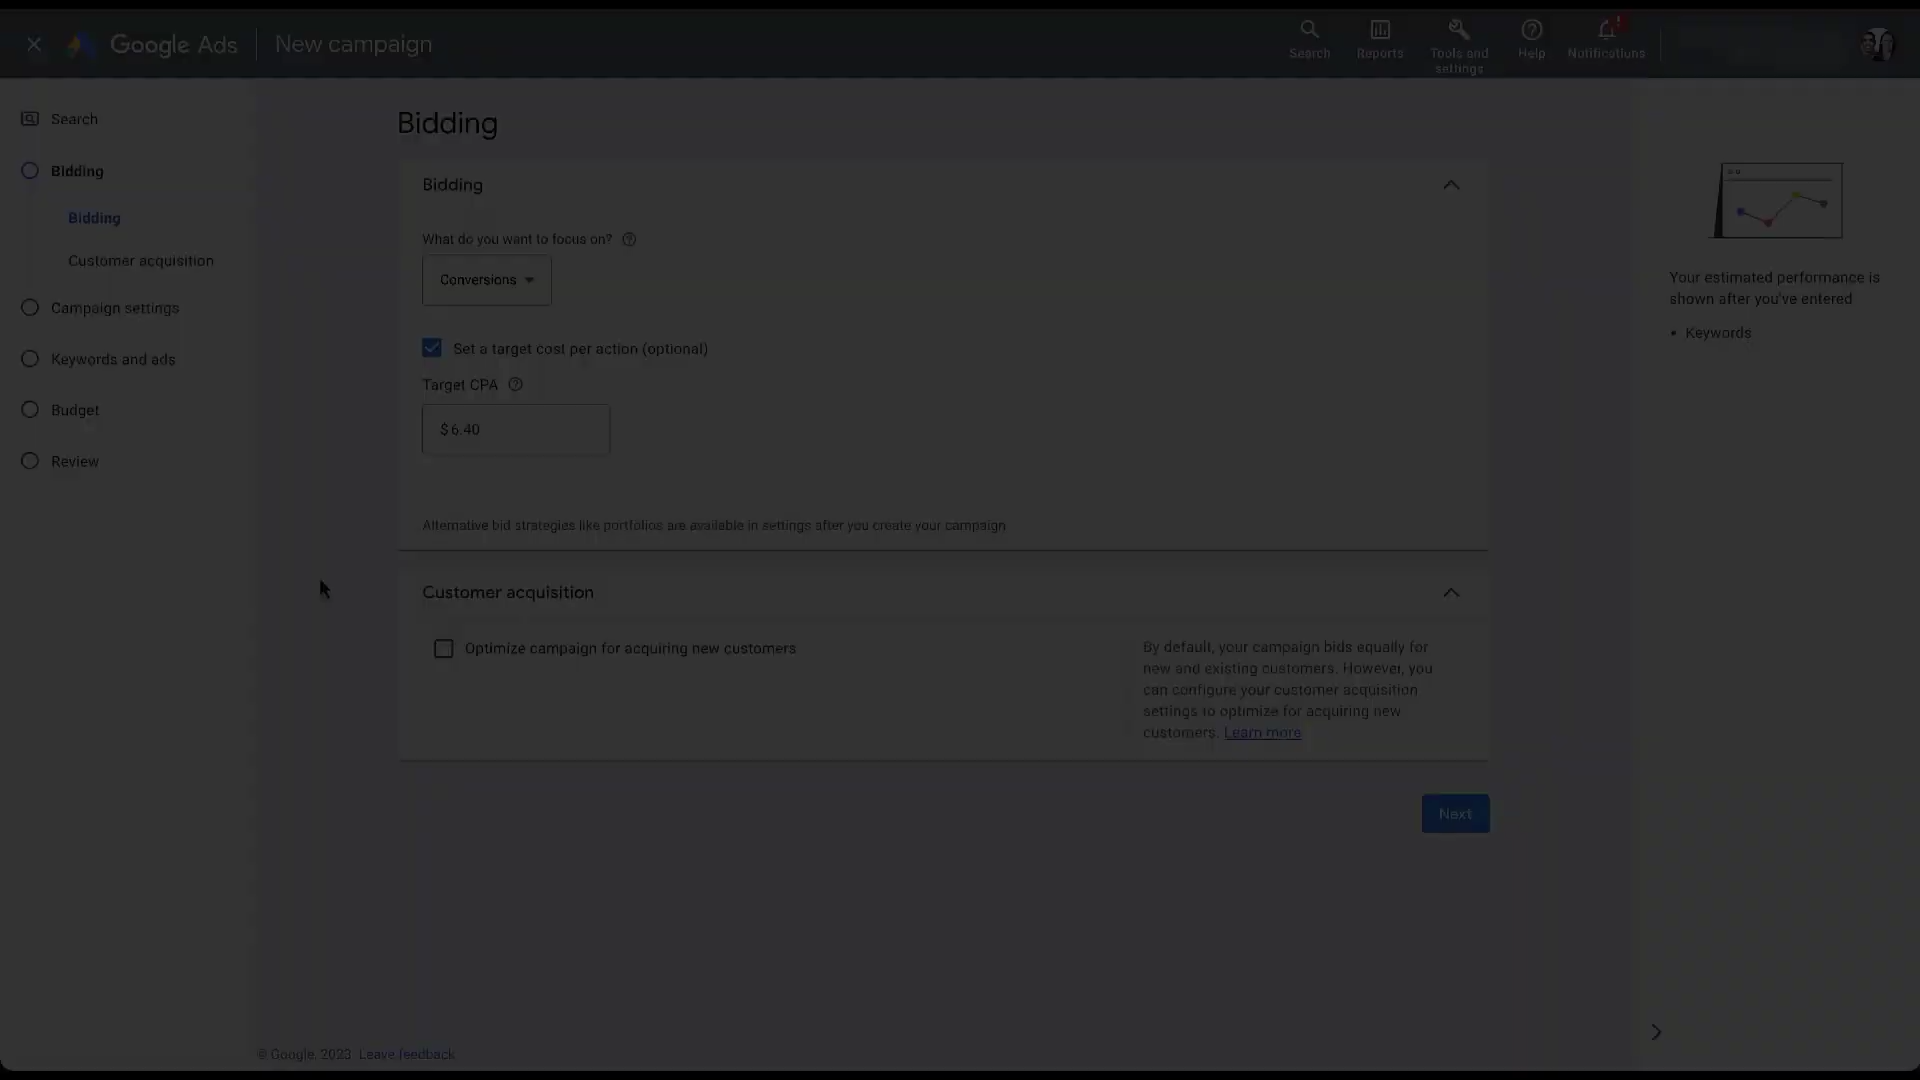 Google Ads
New campaign
Search
Reports
Tools and
settings
Help
Notifications
Search
Bidding
Bidding
Customer acquisition
Campaign settings
Keywords and ads
Budget
Review
Bidding
Bidding
What do you want to focus on?
Conversions
Set a target cost per action (optional)
Target CPA
$6.40
Alternative bid strategies like portfolios are available in settings after you create your campaign
Customer acquisition
Optimize campaign for acquiring new customers
By default, your campaign bids equally for
new and existing customers. However, you
can configure your customer acquisition
settings to optimize for acquiring new
customers. Learn more
Next
Your estimated performance is
shown after you've entered
• Keywords
© Google, 2023. Leave feedback